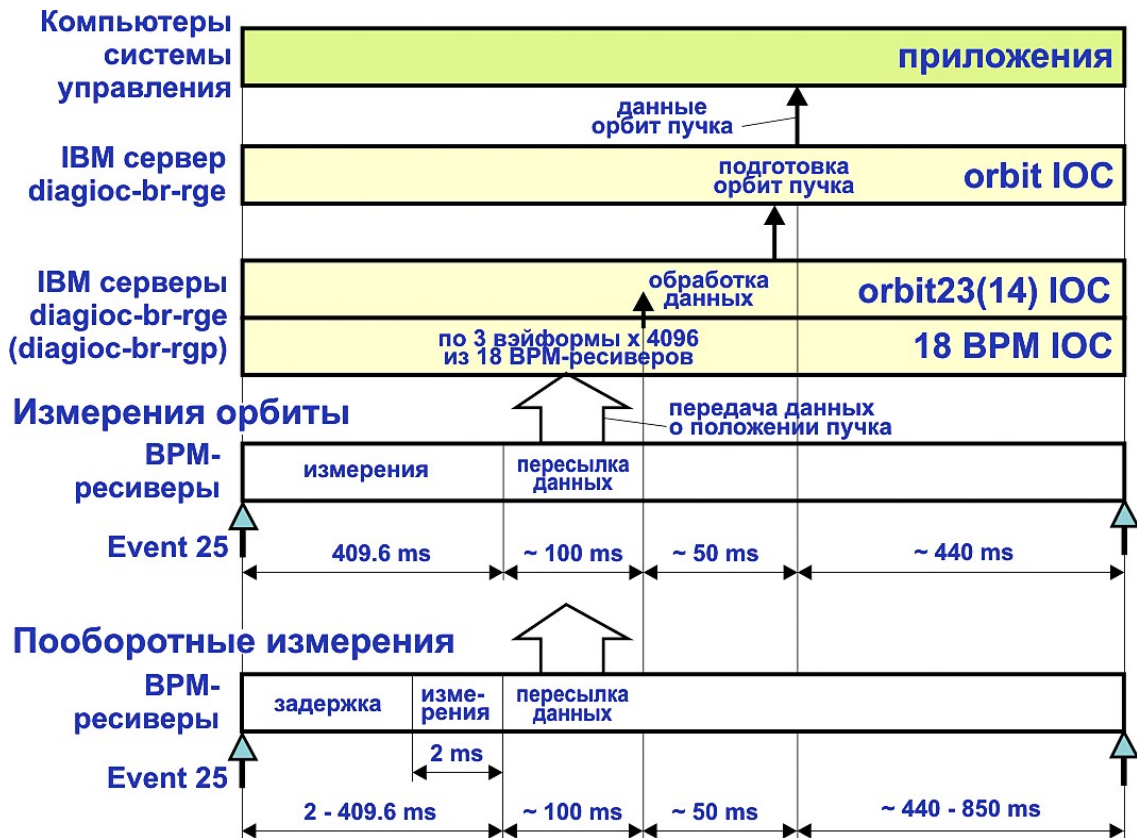 Компьютеры
системы
управления
приложения
данные
орбит пучка
IBM сервер
diagioc-br-rge
подготовка
орбит пучка
orbit IOC
IBM серверы
diagioc-br-rge
(diagioc-br-rgp)
обработка
данных
orbit23(14) IOC
по 3 вэйформы x 4096
из 18 BPM-ресиверов
18 BPM IOC
Измерения орбиты
передача данных
о положении пучка
BPM-
ресиверы
измерения
пересылка
данных
Event 25
409.6 ms
~ 100 ms
~ 50 ms
~ 440 ms
Пооборотные измерения
BPM-
ресиверы
задержка
изме-
рения
пересылка
данных
Event 25
2 ms
2 - 409.6 ms
~ 100 ms
~ 50 ms
~ 440 - 850 ms